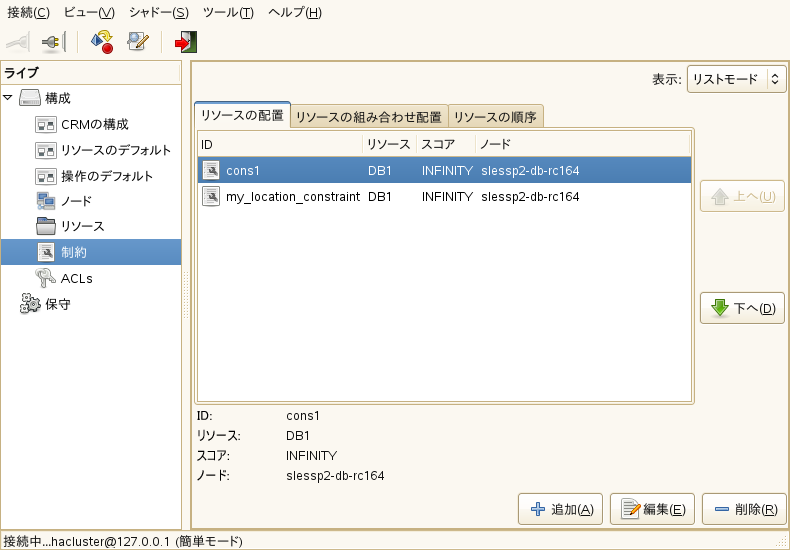 接続(C) ビュー(V) シャドー(S) ツール(T) ヘルプ(H)
ライブ
構成
CRMの構成
リソースのデフォルト
操作のデフォルト
ノード
リソース
制約
ACLs
保守
表示: リストモード
リソースの配置 リソースの組み合わせ配置 リソースの順序
ID リソース スコア ノード
cons1 DB1 INFINITY slessp2-db-rc164
my_location_constraint DB1 INFINITY slessp2-db-rc164
上へ(U)
下へ(D)
ID: cons1
リソース: DB1
スコア: INFINITY
ノード: slessp2-db-rc164
追加(A) 編集(E) 削除(R)
接続中...hacluster@127.0.0.1 (簡単モード)